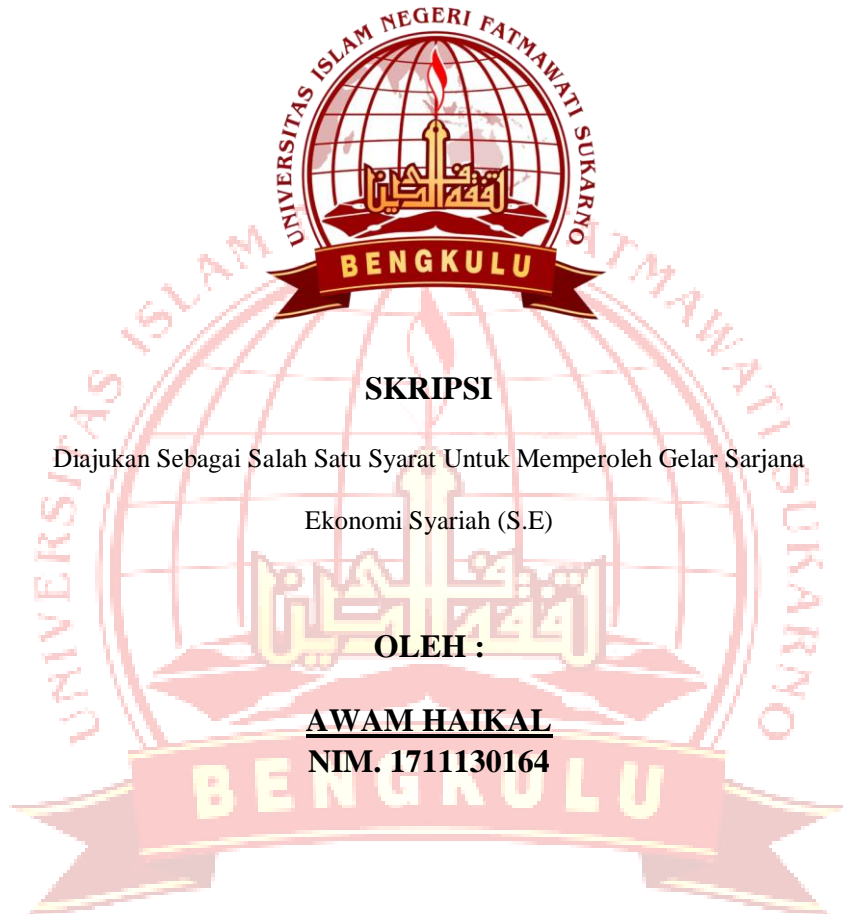 UNIVERSITAS ISLAM NEGERI FATMAWATI SUKARNO
BENGKULU
SKRIPSI
Diajukan Sebagai Salah Satu Syarat Untuk Memperoleh Gelar Sarjana
Ekonomi Syariah (S.E)
OLEH :
AWAM HAIKAL
NIM. 1711130164
BENGKULU